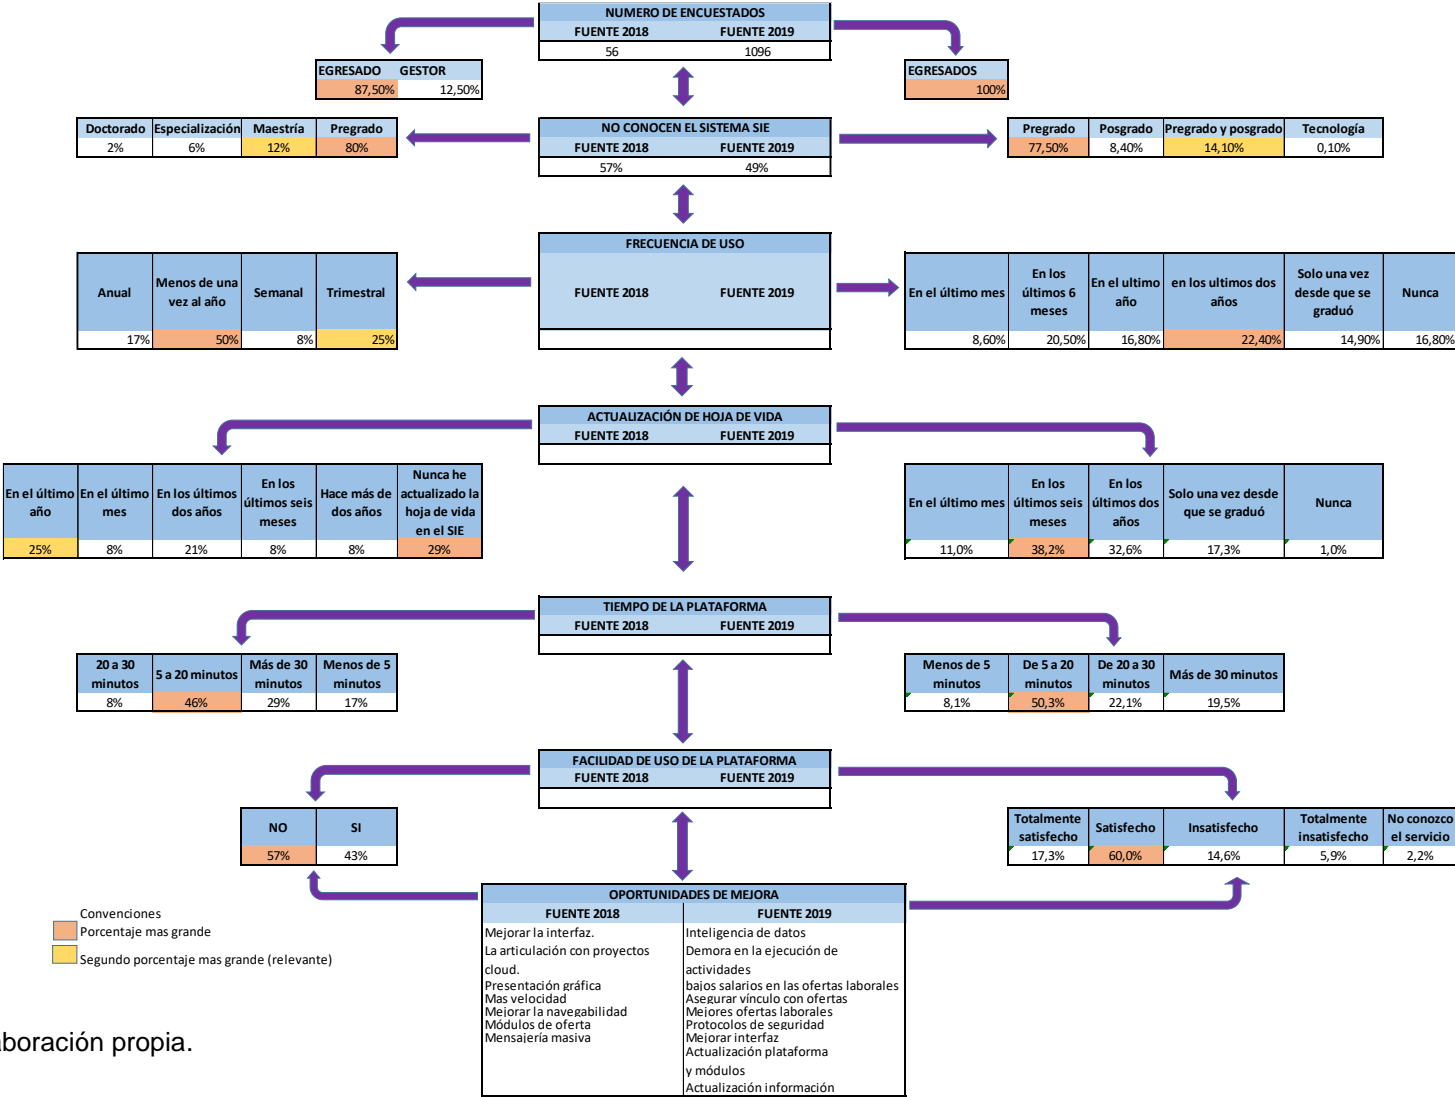 NUMERO DE ENCUESTADOS
FUENTE 2018 FUENTE 2019
56 1096
EGRESADO GESTOR
87,50% 12,50%
EGRESADOS
100%
Doctorado Especialización Maestría Pregrado
2% 6% 12% 80%
NO CONOCEN EL SISTEMA SIE
FUENTE 2018 FUENTE 2019
57% 49%
Pregrado Posgrado Pregrado y posgrado Tecnología
77,50% 8,40% 14,10% 0,10%
FRECUENCIA DE USO
FUENTE 2018 FUENTE 2019
Anual
Menos de una
vez al año
Semanal
Trimestral
17% 50% 8% 25%
En el último mes
En los
últimos 6
meses
En el ultimo
año
en los ultimos dos
años
Solo una vez
desde que se
graduó
Nunca
8,60% 20,50% 16,80% 22,40% 14,90% 16,80%
ACTUALIZACIÓN DE HOJA DE VIDA
FUENTE 2018 FUENTE 2019
En el último
año
En el último
mes
En los últimos
dos años
En los
últimos seis
meses
Hace más de
dos años
Nunca he
actualizado la
hoja de vida
en el SIE
25% 8% 21% 8% 8% 29%
En el último mes
En los
últimos seis
meses
En los
últimos dos
años
Solo una vez desde
que se graduó
Nunca
11,0% 38,2% 32,6% 17,3% 1,0%
TIEMPO DE LA PLATAFORMA
FUENTE 2018 FUENTE 2019
20 a 30
minutos
5 a 20 minutos
Más de 30
minutos
Menos de 5
minutos
8% 46% 29% 17%
Menos de 5
minutos
De 5 a 20
minutos
De 20 a 30
minutos
Más de 30 minutos
8,1% 50,3% 22,1% 19,5%
FACILIDAD DE USO DE LA PLATAFORMA
FUENTE 2018 FUENTE 2019
NO SI
57% 43%
Totalmente
satisfecho
Satisfecho
Insatisfecho
Totalmente
insatisfecho
No conozco
el servicio
17,3% 60,0% 14,6% 5,9% 2,2%
OPORTUNIDADES DE MEJORA
FUENTE 2018
Mejorar la interfaz.
La articulación con proyectos
cloud.
Presentación gráfica
Mas velocidad
Mejorar la navegabilidad
Módulos de oferta
Mensajería masiva
FUENTE 2019
Inteligencia de datos
Demora en la ejecución de
actividades
bajos salarios en las ofertas laborales
Asegurar vínculo con ofertas
Mejores ofertas laborales
Protocolos de seguridad
Mejorar interfaz
Actualización plataforma
y módulos
Actualización información
Convenciones
Porcentaje mas grande
Segundo porcentaje mas grande (relevante)
aboración propia.